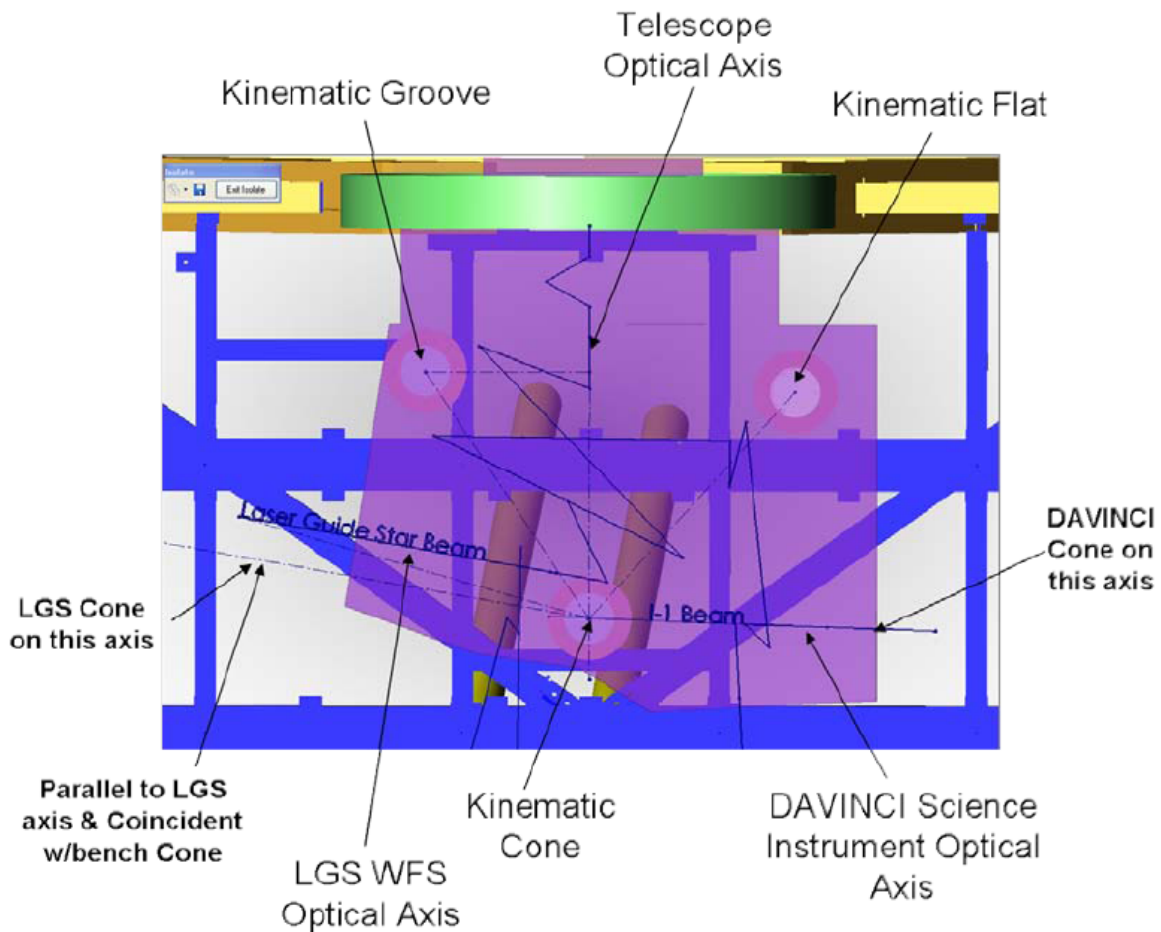 Telescope
Optical Axis
Kinematic Groove
Kinematic Flat
Exit Isolate
Laser Guide Star Beam
DAVINCI
Cone on
this axis
I-1 Beam
LGS Cone
on this axis
Parallel to LGS
axis & Coincident
w/bench Cone
Kinematic
Cone
DAVINCI Science
Instrument Optical
Axis
LGS WFS
Optical Axis